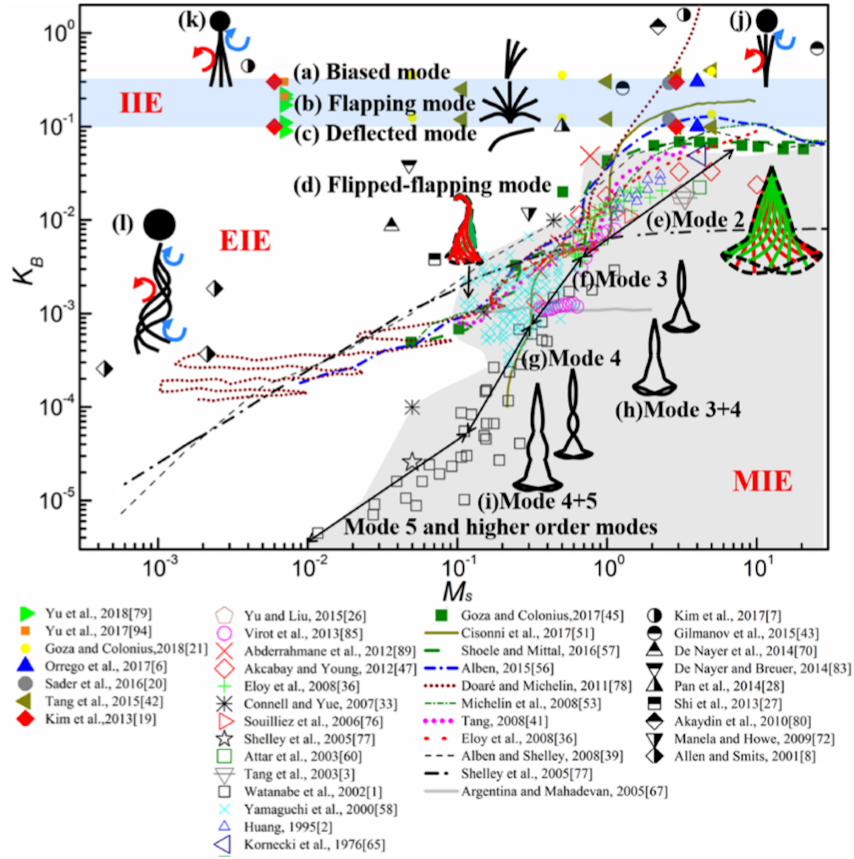 10^0
10^-1
10^-2
10^-3
10^-4
10^-5
K_B
(k)
(j)
(a) Biased mode
IIE
(b) Flapping mode
(c) Deflected mode
(d) Flipped-flapping mode
(l)
EIE
(e)Mode 2
(f)Mode 3
(g)Mode 4
(h)Mode 3+4
MIE
(i)Mode 4+5
Mode 5 and higher order modes
10^-3 10^-2 10^-1 10^0 10^1
M_s
Yu et al., 2018[79]
Yu et al., 2017[94]
Goza and Colonius,2018[21]
Orrego et al., 2017[6]
Sader et al., 2016[20]
Tang et al., 2015[42]
Kim et al.,2013[19]
Yu and Liu, 2015[26]
Virot et al., 2013[85]
Abderrahmane et al., 2012[89]
Akcabay and Young, 2012[47]
Eloy et al., 2008[36]
Connell and Yue, 2007[33]
Souilliez et al., 2006[76]
Shelley et al., 2005[77]
Attar et al., 2003[60]
Tang et al., 2003[3]
Watanabe et al., 2002[1]
Yamaguchi et al., 2000[58]
Huang, 1995[2]
Kornecki et al., 1976[65]
Goza and Colonius,2017[45]
Cisonni et al., 2017[51]
Shoele and Mittal, 2016[57]
Alben, 2015[56]
Doaré and Michelin, 2011[78]
Michelin et al., 2008[53]
Tang, 2008[41]
Eloy et al., 2008[36]
Alben and Shelley, 2008[39]
Shelley et al., 2005[77]
Argentina and Mahadevan, 2005[67]
Kim et al., 2017[7]
Gilmanov et al., 2015[43]
De Nayer et al., 2014[70]
De Nayer and Breuer, 2014[83]
Pan et al., 2014[28]
Shi et al., 2013[27]
Akaydin et al., 2010[80]
Manela and Howe, 2009[72]
Allen and Smits, 2001[8]